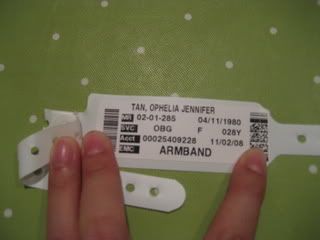 TAN, OPHELIA JENNIFER
MR 02-01-285 04/11/1980
SVC OBG F 028Y
Acct 00025409228 11/02/08
EMC ARMBAND